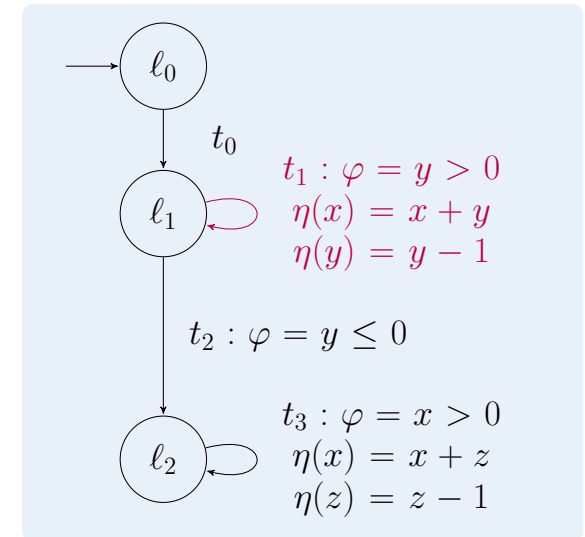 ℓ₀
t₀
t₁ : φ = y > 0
η(x) = x + y
η(y) = y − 1
ℓ₁
t₂ : φ = y ≤ 0
t₃ : φ = x > 0
η(x) = x + z
η(z) = z − 1
ℓ₂